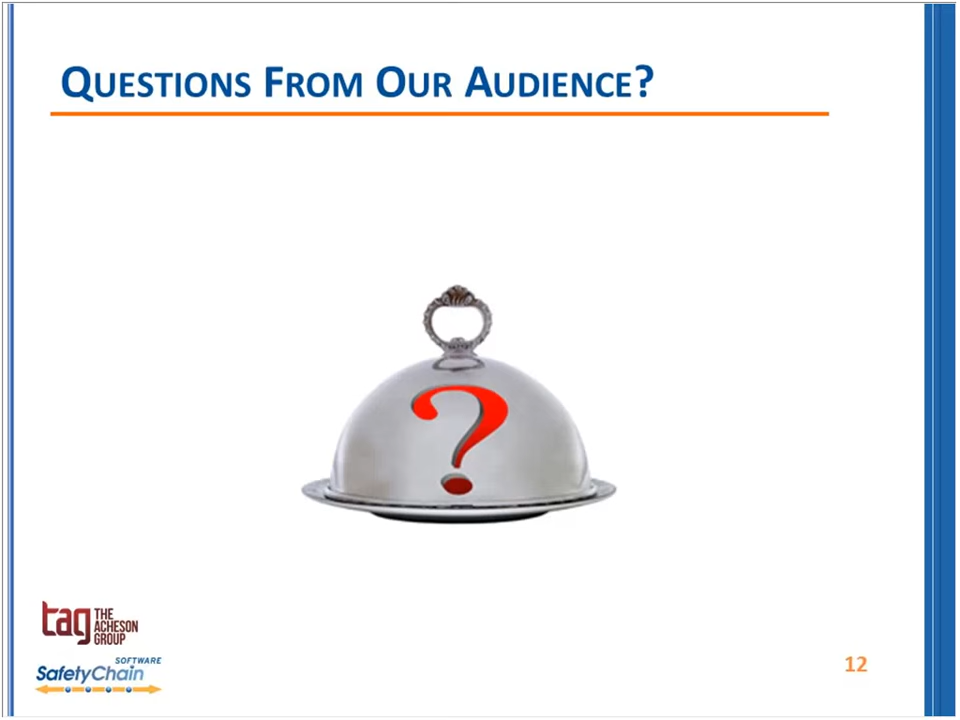 QUESTIONS FROM OUR AUDIENCE?
?
tag THE
ACHESON
GROUP
SOFTWARE
SafetyChain
12